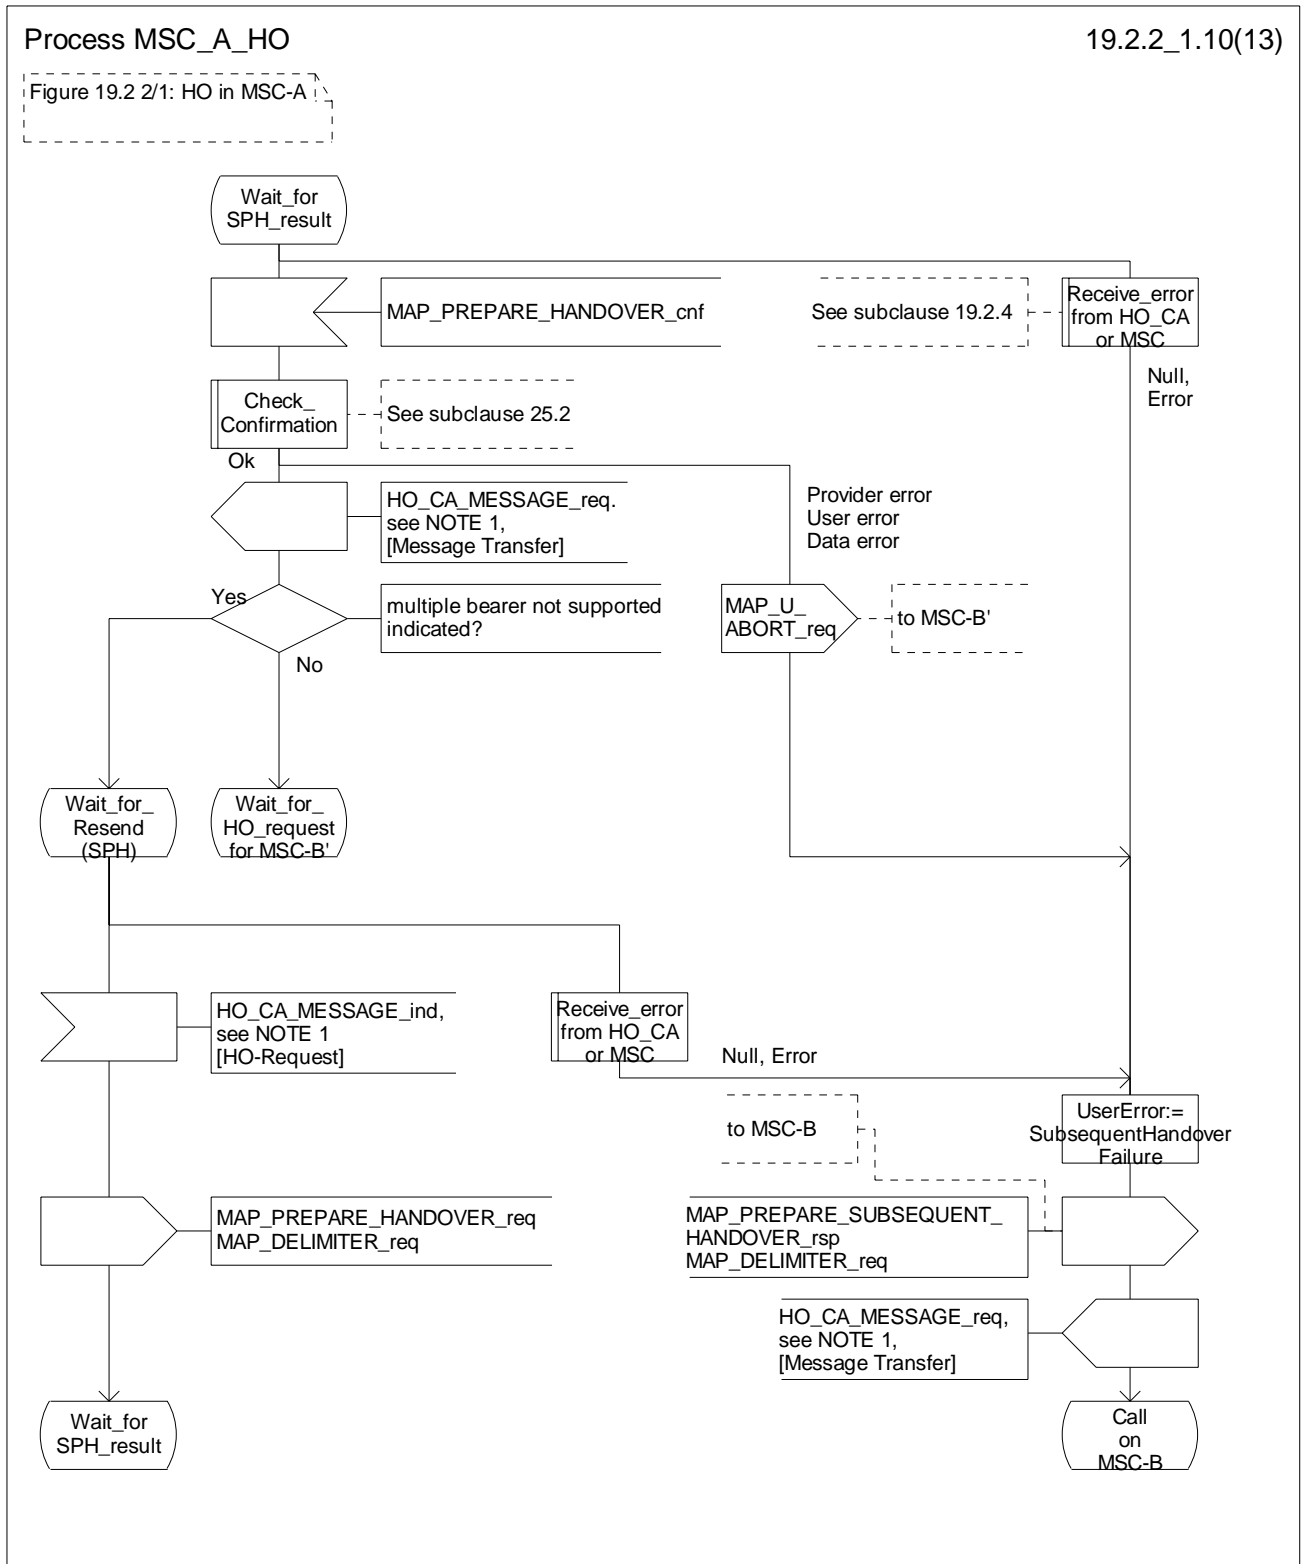 Process MSC_A_HO
19.2.2_1.10(13)
Figure 19.2 2/1: HO in MSC-A
Wait_for
SPH_result
MAP_PREPARE_HANDOVER_cnf
See subclause 19.2.4
Receive_error
from HO_CA
or MSC
Null,
Error
Check_
Confirmation
See subclause 25.2
Ok
HO_CA_MESSAGE_req.
see NOTE 1,
[Message Transfer]
Provider error
User error
Data error
Yes
multiple bearer not supported
indicated?
No
MAP_U_
ABORT_req
to MSC-B'
Wait_for_
Resend
(SPH)
Wait_for_
HO_request
for MSC-B'
HO_CA_MESSAGE_ind,
see NOTE 1
[HO-Request]
Receive_error
from HO_CA
or MSC
Null, Error
to MSC-B
UserError:=
SubsequentHandover
Failure
MAP_PREPARE_HANDOVER_req
MAP_DELIMITER_req
MAP_PREPARE_SUBSEQUENT_
HANDOVER_rsp
MAP_DELIMITER_req
HO_CA_MESSAGE_req,
see NOTE 1,
[Message Transfer]
Wait_for
SPH_result
Call
on
MSC-B